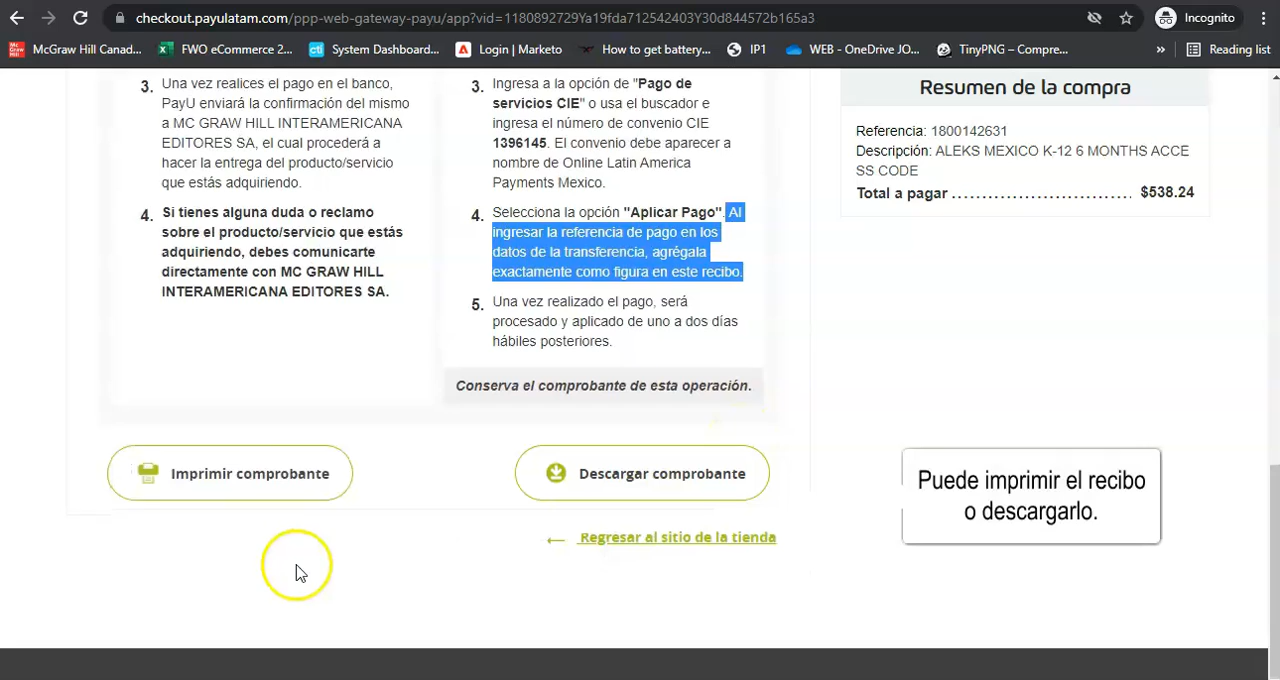 checkout.payulatam.com/ppp-web-gateway-payu/app?vid=1180892729Ya19fda712542403Y30d844572b165a3
Incognito
McGraw Hill Canad...
FWO eCommerce 2...
ctl
System Dashboard...
Login | Marketo
How to get battery...
IP1
WEB - OneDrive JO...
TinyPNG – Compre...
»
Reading list
3. Una vez realices el pago en el banco,
PayU enviará la confirmación del mismo
a MC GRAW HILL INTERAMERICANA
EDITORES SA, el cual procederá a
hacer la entrega del producto/servicio
que estás adquiriendo.
4. Si tienes alguna duda o reclamo
sobre el producto/servicio que estás
adquiriendo, debes comunicarte
directamente con MC GRAW HILL
INTERAMERICANA EDITORES SA.
3. Ingresa a la opción de "Pago de
servicios CIE" o usa el buscador e
ingresa el número de convenio CIE
1396145. El convenio debe aparecer a
nombre de Online Latin America
Payments Mexico.
4. Selecciona la opción "Aplicar Pago". Al
ingresar la referencia de pago en los
datos de la transferencia, agrégala
exactamente como figura en este recibo.
5. Una vez realizado el pago, será
procesado y aplicado de uno a dos días
hábiles posteriores.
Conserva el comprobante de esta operación.
Resumen de la compra
Referencia: 1800142631
Descripción: ALEKS MEXICO K-12 6 MONTHS ACCE
SS CODE
Total a pagar ........................ $538.24
Imprimir comprobante
Descargar comprobante
Puede imprimir el recibo
o descargarlo.
← Regresar al sitio de la tienda